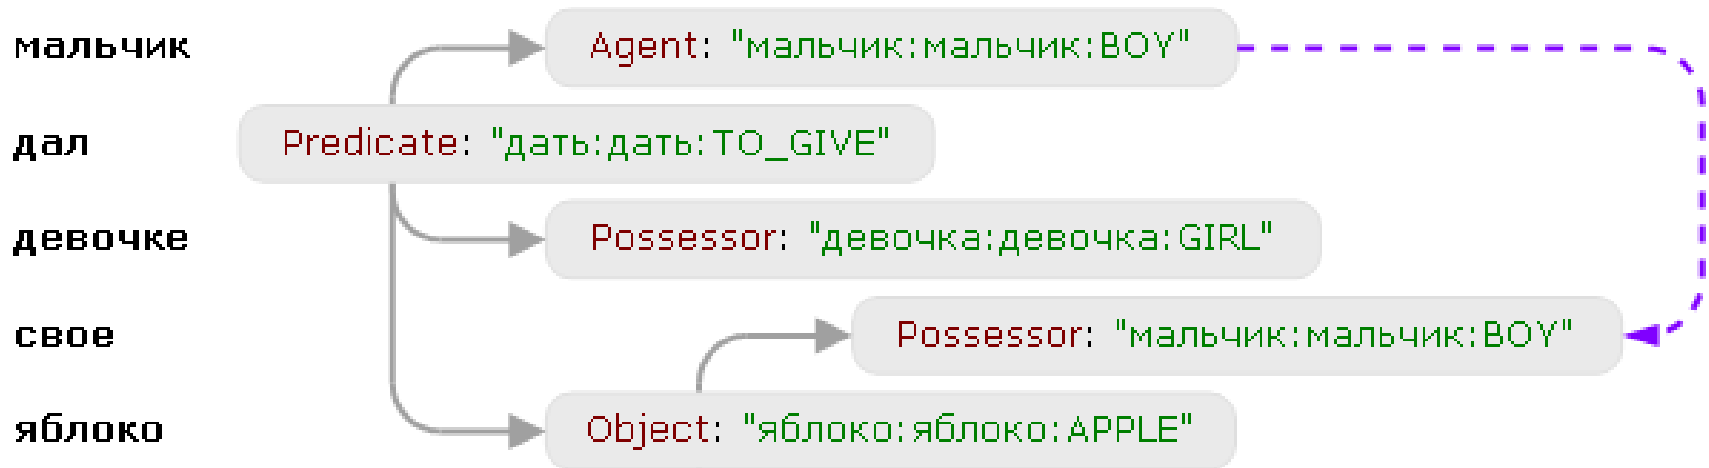 мальчик Agent: "мальчик:мальчик:BOY"
дал Predicate: "дать:дать:TO_GIVE"
девочке Possessor: "девочка:девочка:GIRL"
свое Possessor: "мальчик:мальчик:BOY"
яблоко Object: "яблоко:яблоко:APPLE"